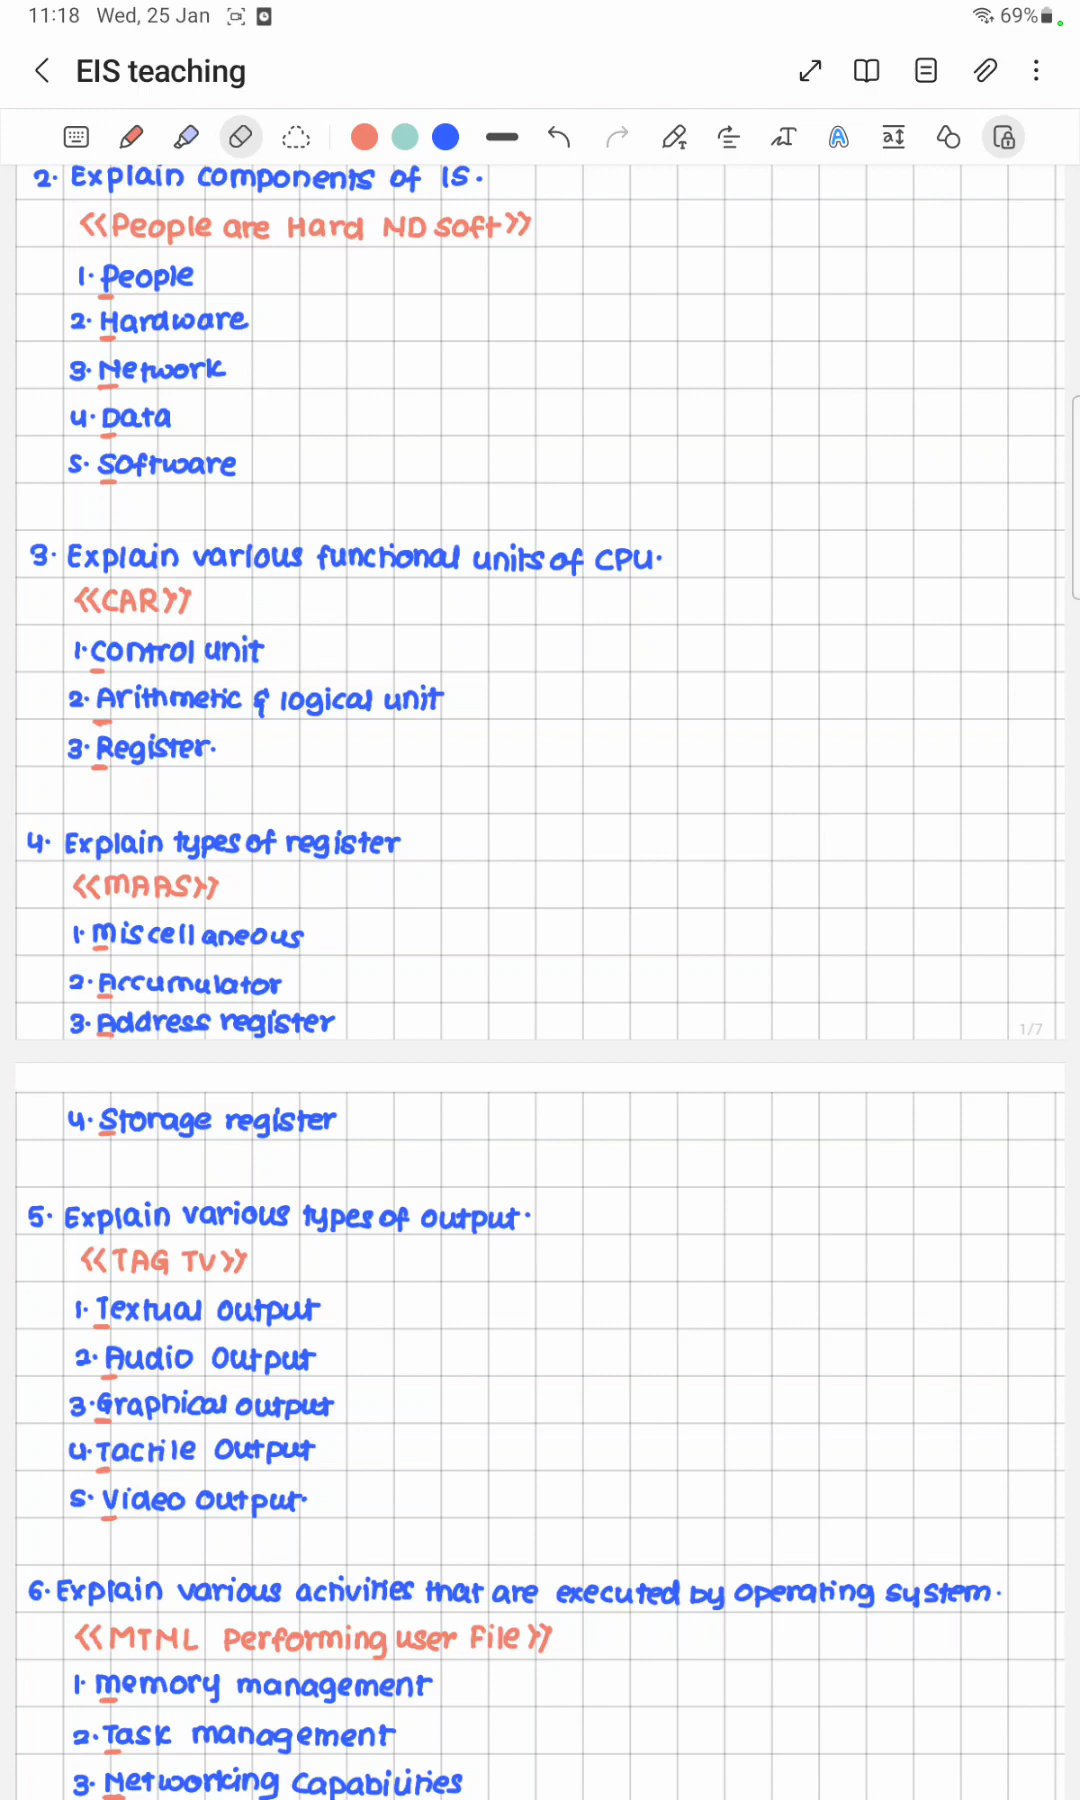 11:18 Wed, 25 Jan
69%
EIS teaching
2. Explain components of IS.
<<People are Hard ND Soft>>
1. People
2. Hardware
3. Network
4. Data
5. Software
3. Explain various functional units of CPU.
<<CAR>>
1. Control unit
2. Arithmetic & logical unit
3. Register.
4. Explain types of register
<<MAAS>>
1. Miscellaneous
2. Accumulator
3. Address register
1/7
4. Storage register
5. Explain various types of output.
<<TAG TV>>
1. Textual output
2. Audio Output
3. Graphical output
4. Tactile Output
5. Video Output.
6. Explain various activities that are executed by operating system.
<<MTNL Performing user File>>
1. Memory management
2. Task management
3. Networking Capabilities